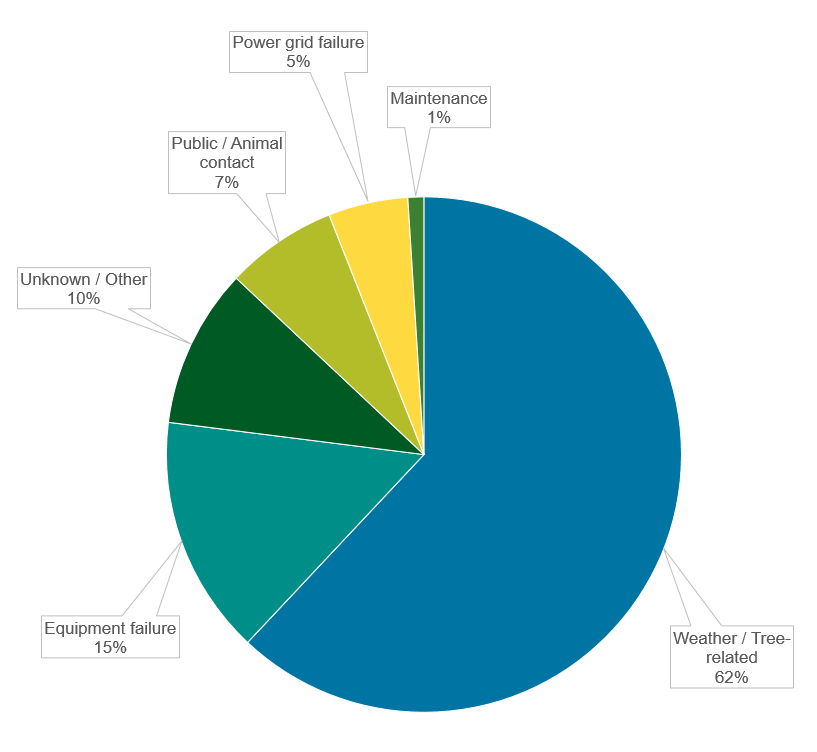 Power grid failure
5%
Maintenance
1%
Public / Animal
contact
7%
Unknown / Other
10%
Equipment failure
15%
Weather / Tree-
related
62%